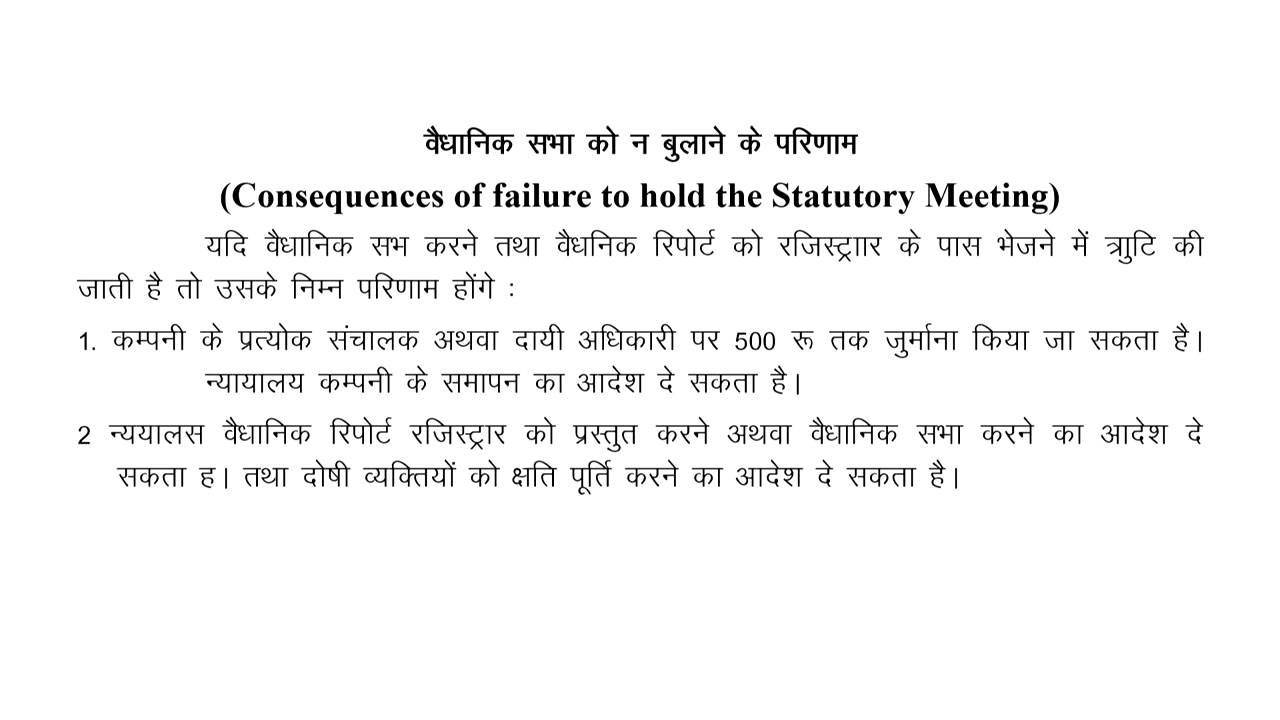 वैधानिक सभा को न बुलाने के परिणाम
(Consequences of failure to hold the Statutory Meeting)
यदि वैधानिक सभ करने तथा वैधनिक रिपोर्ट को रजिस्ट्राार के पास भेजने में त्राुटि की
जाती है तो उसके निम्न परिणाम होंगे :
1. कम्पनी के प्रत्योक संचालक अथवा दायी अधिकारी पर 500 रू तक जुर्माना किया जा सकता है।
न्यायालय कम्पनी के समापन का आदेश दे सकता है।
2 न्ययालस वैधानिक रिपोर्ट रजिस्ट्रार को प्रस्तुत करने अथवा वैधानिक सभा करने का आदेश दे
सकता ह। तथा दोषी व्यक्तियों को क्षति पूर्ति करने का आदेश दे सकता है।